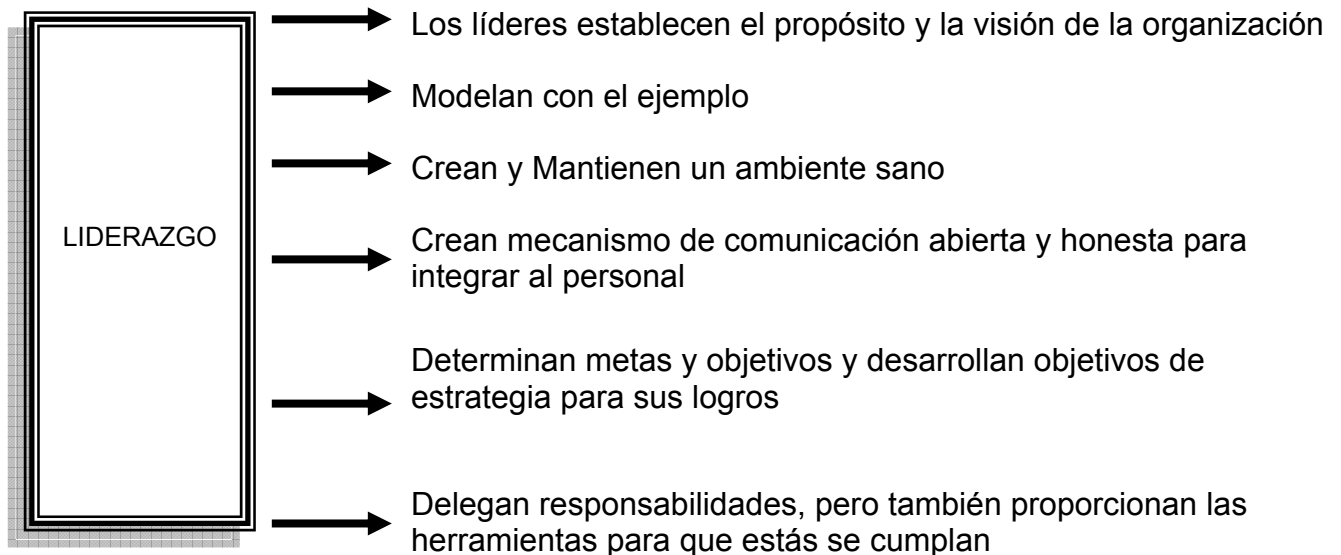 Los líderes establecen el propósito y la visión de la organización
Modelan con el ejemplo
Crean y Mantienen un ambiente sano
LIDERAZGO
Crean mecanismo de comunicación abierta y honesta para
integrar al personal
Determinan metas y objetivos y desarrollan objetivos de
estrategia para sus logros
Delegan responsabilidades, pero también proporcionan las
herramientas para que estás se cumplan